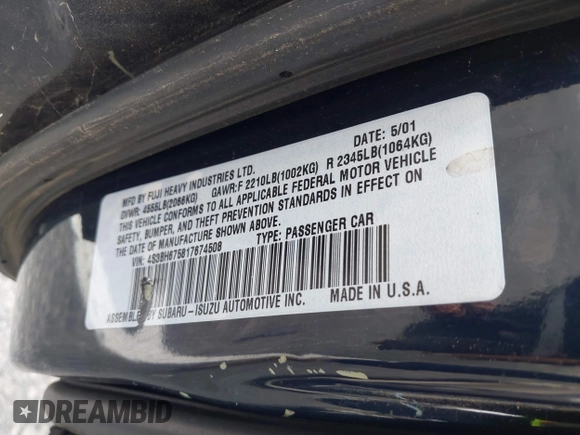 MFD BY FUJI HEAVY INDUSTRIES LTD. DATE: 5/01
GVWR: 4555LB(2066KG) GAWR:F 2210LB(1002KG) R 2345LB(1064KG)
THIS VEHICLE CONFORMS TO ALL APPLICABLE FEDERAL MOTOR VEHICLE
SAFETY, BUMPER, AND THEFT PREVENTION STANDARDS IN EFFECT ON
THE DATE OF MANUFACTURE SHOWN ABOVE.
VIN: 4S3BH675817674508 TYPE: PASSENGER CAR
ASSEMBLED BY SUBARU-ISUZU AUTOMOTIVE INC. MADE IN U.S.A.
DREAMBID